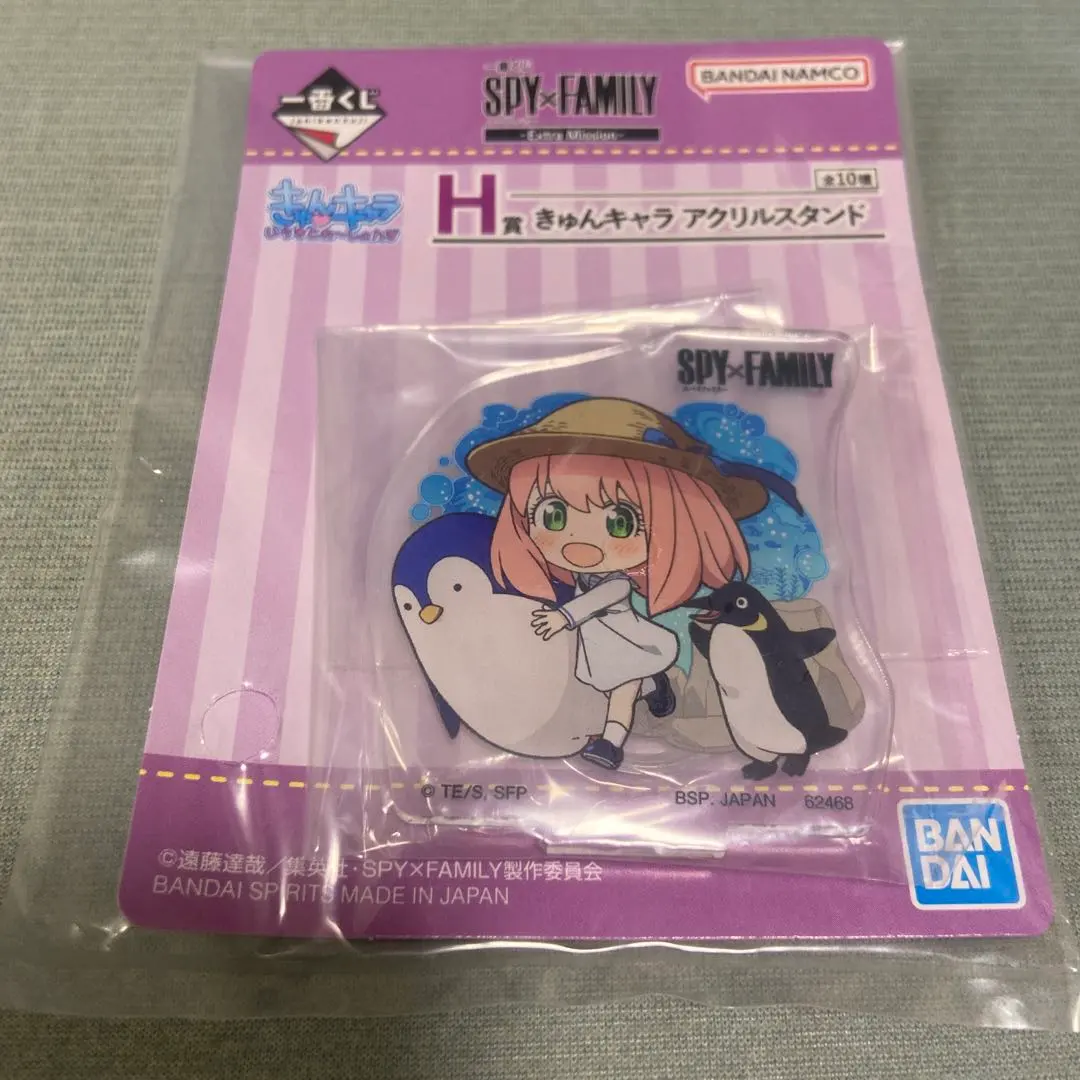 一番くじ
SPY×FAMILY
BANDAI NAMCO
きゅんキャラ
H賞 きゅんキャラ アクリルスタンド
全10種
SPY×FAMILY
© TE/S, SFP
BSP. JAPAN 62468
©遠藤達哉/集英社・SPY×FAMILY製作委員会
BANDAI SPIRITS MADE IN JAPAN
BAN
DAI